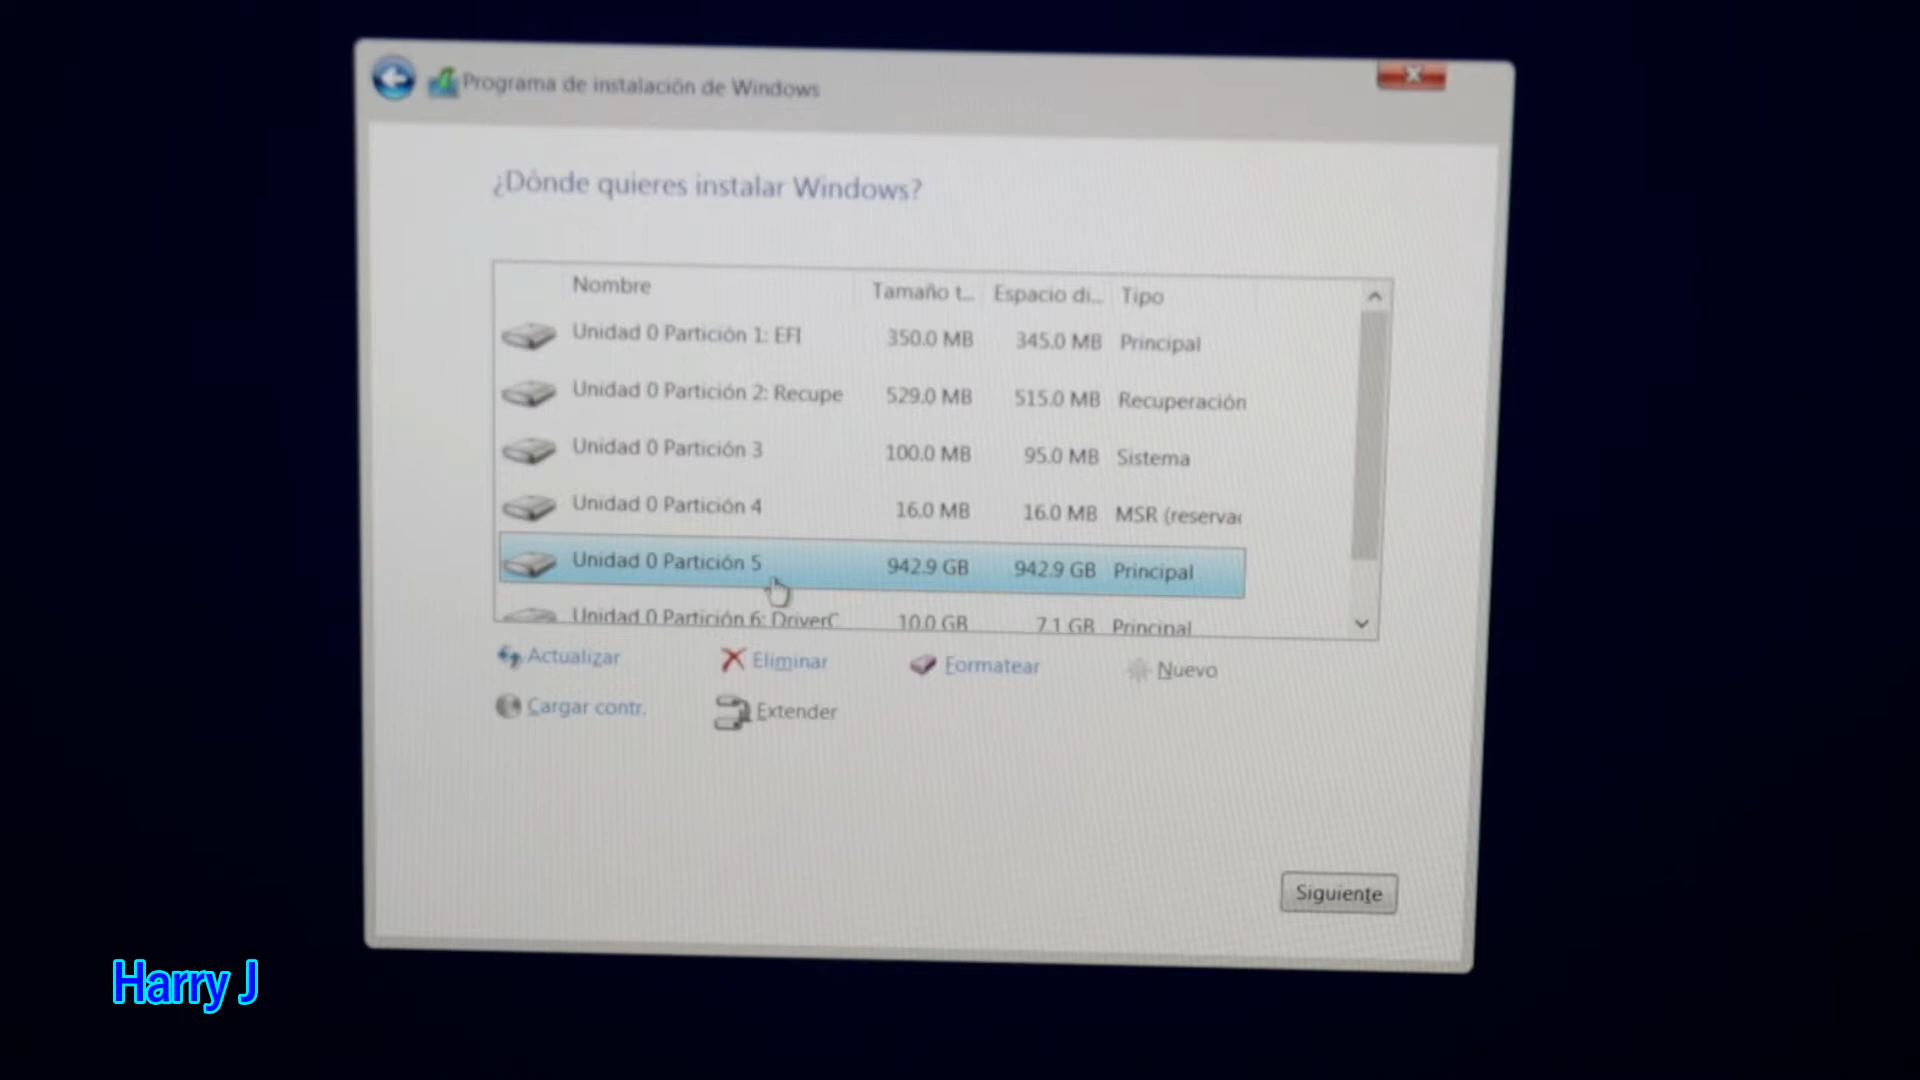 Programa de instalación de Windows
¿Dónde quieres instalar Windows?
Nombre Tamaño t... Espacio di... Tipo
Unidad 0 Partición 1: EFI 350.0 MB 345.0 MB Principal
Unidad 0 Partición 2: Recupe 529.0 MB 515.0 MB Recuperación
Unidad 0 Partición 3 100.0 MB 95.0 MB Sistema
Unidad 0 Partición 4 16.0 MB 16.0 MB MSR (reservac
Unidad 0 Partición 5 942.9 GB 942.9 GB Principal
Unidad 0 Partición 6: DriverC 10.0 GB 7.1 GB Principal
Actualizar Eliminar Formatear Nuevo
Cargar contr. Extender
Siguiente
Harry J